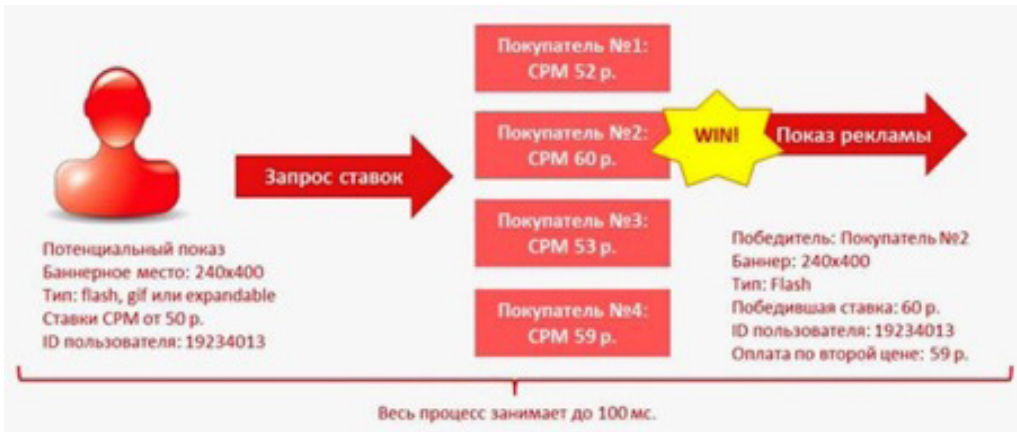 Потенциальный показ
Баннерное место: 240x400
Тип: flash, gif или expandable
Ставки CPM от 50 р.
ID пользователя: 19234013
Запрос ставок
Покупатель №1:
CPM 52 р.
Покупатель №2:
CPM 60 р.
Покупатель №3:
CPM 53 р.
Покупатель №4:
CPM 59 р.
WIN!
Показ рекламы
Победитель: Покупатель №2
Баннер: 240x400
Тип: Flash
Победившая ставка: 60 р.
ID пользователя: 19234013
Оплата по второй цене: 59 р.
Весь процесс занимает до 100 мс.